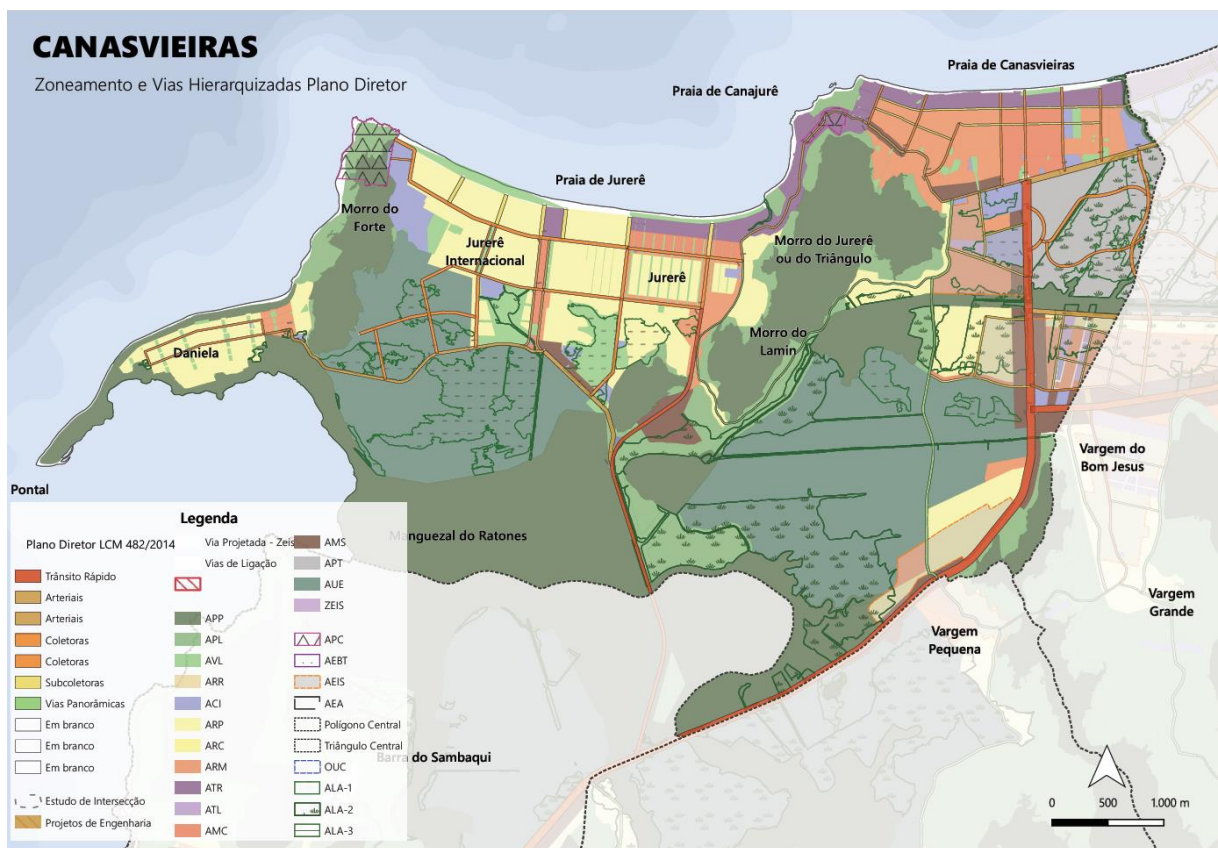 CANASVIEIRAS
Zoneamento e Vias Hierarquizadas Plano Diretor
Praia de Canasvieiras
Praia de Canajurê
Praia de Jurerê
Morro do
Forte
Jurerê
Internacional
Jurerê
Morro do Jurerê
ou do Triângulo
Morro do
Lamin
Daniela
Pontal
Manguezal do Ratones
Vargem do
Bom Jesus
Vargem
Grande
Vargem
Pequena
Barra do Sambaqui
Legenda
Plano Diretor LCM 482/2014
Trânsito Rápido
Arteriais
Arteriais
Coletoras
Coletoras
Subcoletoras
Vias Panorâmicas
Em branco
Em branco
Em branco
Estudo de Intersecção
Projetos de Engenharia
Via Projetada - Zeis
Vias de Ligação
APP
APL
AVL
ARR
ACI
ARP
ARC
ARM
ATR
ATL
AMC
AMS
APT
AUE
ZEIS
APC
AEBT
AEIS
AEA
Polígono Central
Triângulo Central
OUC
ALA-1
ALA-2
ALA-3
0 500 1.000 m